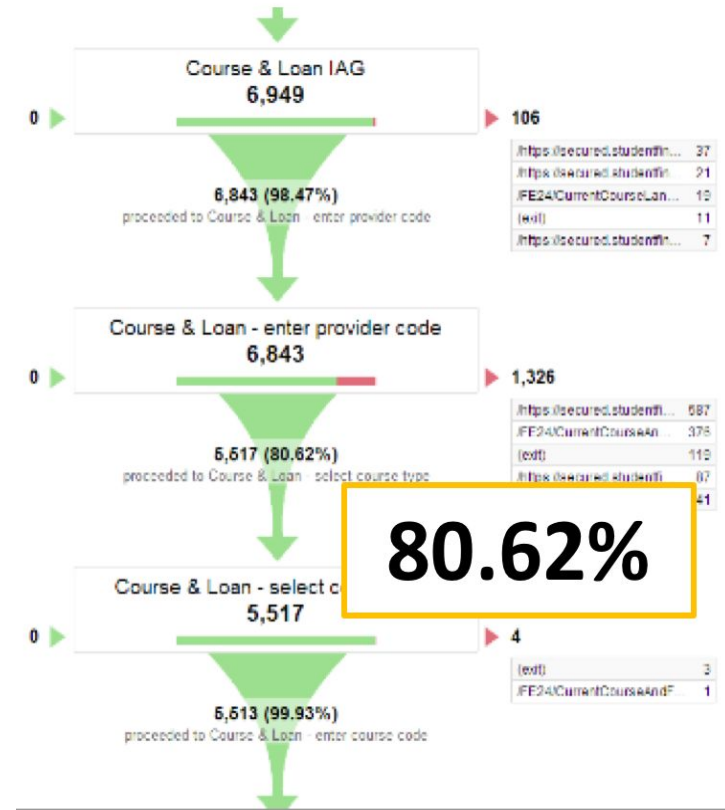 Course & Loan IAG
6,949
0
106
/https://secured.studentfin... 37
/https://secured.studentfin... 21
/FE24/CurrentCourseLan... 19
(exit) 11
/https://secured.studentfin... 7
6,843 (98.47%)
proceeded to Course & Loan - enter provider code
Course & Loan - enter provider code
6,843
0
1,326
/https://secured.studentfi... 587
/FE24/CurrentCourseAn... 376
(exit) 119
/https://secured.studentfi... 87
41
5,517 (80.62%)
proceeded to Course & Loan - select course type
80.62%
Course & Loan - select c
5,517
0
4
(exit) 3
/FE24/CurrentCourseAndF... 1
5,513 (99.93%)
proceeded to Course & Loan - enter course code